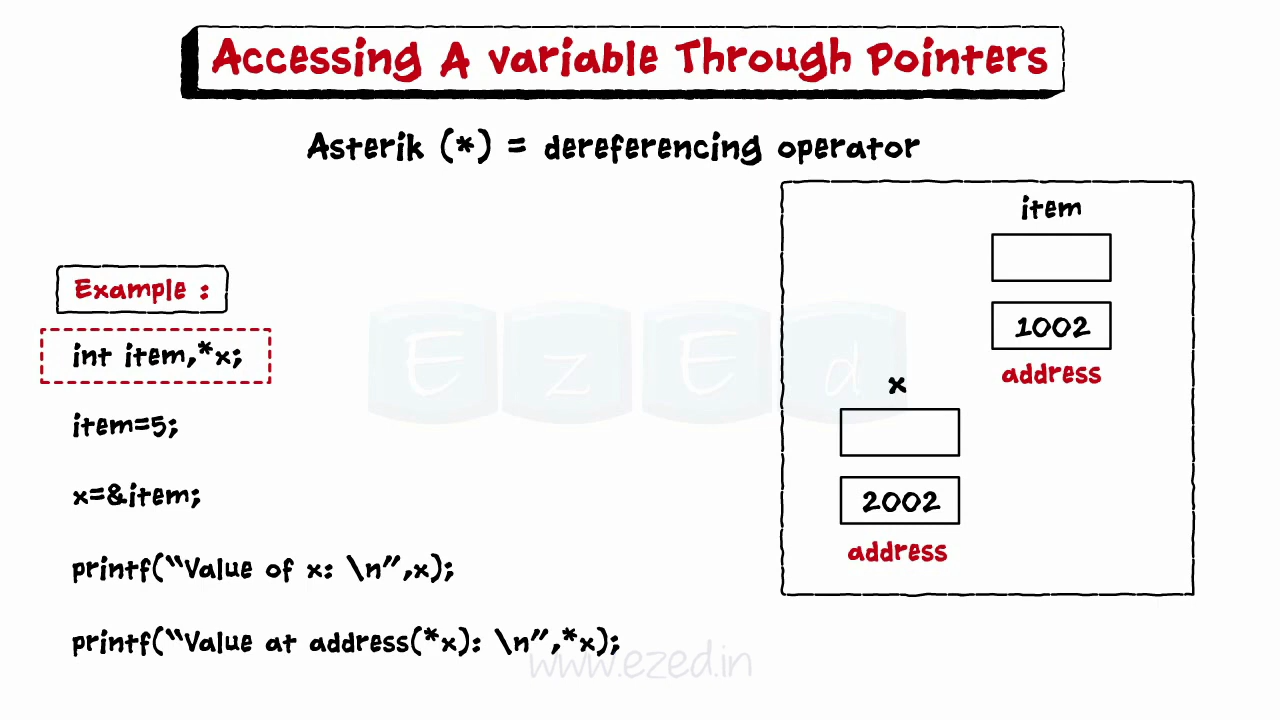 Accessing A Variable Through Pointers
Asterik (*) = dereferencing operator
Example :
int item,*x;
item=5;
x=&item;
printf("Value of x: \n",x);
printf("Value at address(*x): \n",*x);
item
1002
address
x
2002
address
EzEd
www.ezed.in